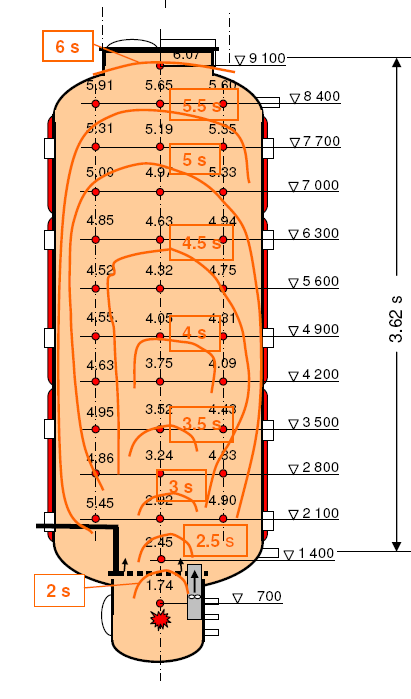 6.07
6 s
9 100
5.91 5.65 5.60
8 400
5.5 s
5.31 5.19 5.55
7 700
5 s
5.00 4.97 5.33
7 000
4.85 4.63 4.94
6 300
4.5 s
4.52 4.32 4.75
5 600
3.62 s
4.55. 4.05 4.31
4 900
4 s
4.63 3.75 4.09
4 200
4.95 3.52 4.43
3 500
3.5 s
4.86 3.24 4.33
2 800
3 s
5.45 2.92 4.90
2 100
2.45
2.5 s
1 400
2 s
1.74
700